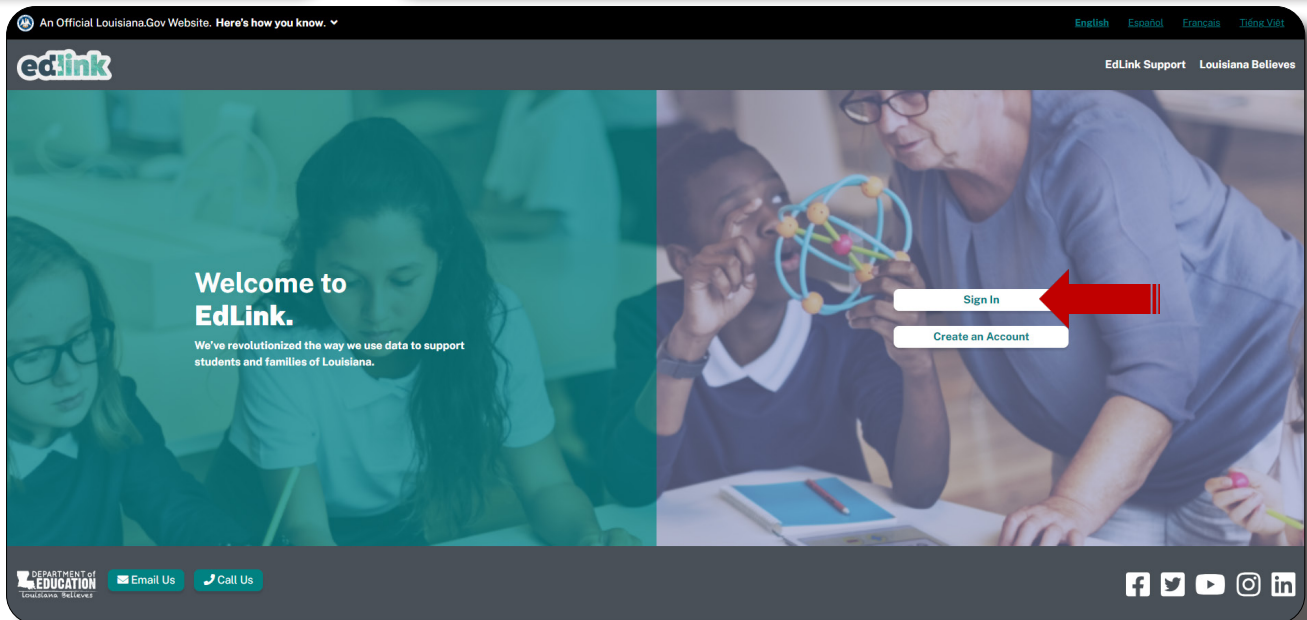 An Official Louisiana.Gov Website. Here's how you know.
English Español Français Tiếng Việt
edlink
EdLink Support Louisiana Believes
Welcome to
EdLink.
We've revolutionized the way we use data to support
students and families of Louisiana.
Sign In
Create an Account
DEPARTMENT of
EDUCATION
Louisiana Believes
Email Us Call Us